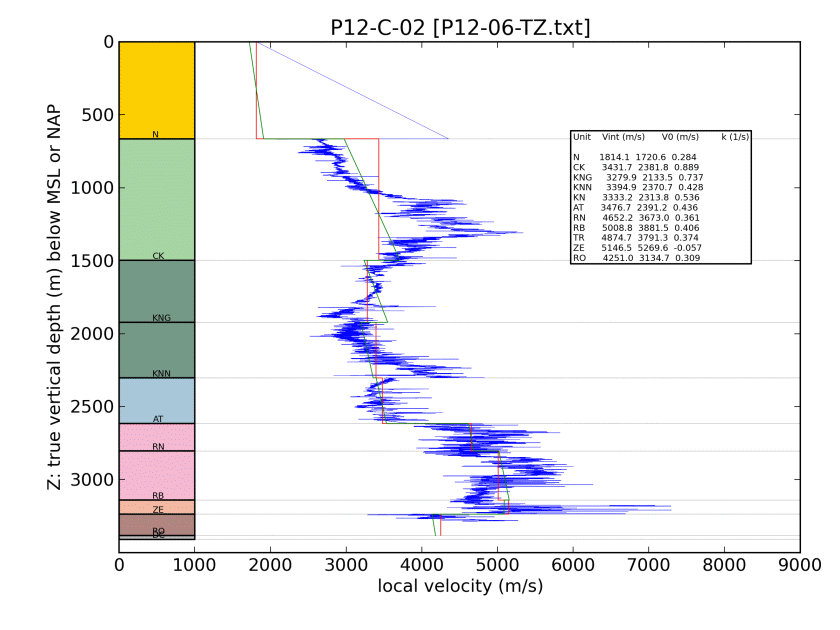 P12-C-02 [P12-06-TZ.txt]
Z: true vertical depth (m) below MSL or NAP
0
500
1000
1500
2000
2500
3000
N
CK
KNG
KNN
AT
RN
RB
ZE
RO
DC
Unit Vint (m/s) V0 (m/s) k (1/s)
N 1814.1 1720.6 0.284
CK 3431.7 2381.8 0.889
KNG 3279.9 2133.5 0.737
KNN 3394.9 2370.7 0.428
KN 3333.2 2313.8 0.536
AT 3476.7 2391.2 0.436
RN 4652.2 3673.0 0.361
RB 5008.8 3881.5 0.406
TR 4874.7 3791.3 0.374
ZE 5146.5 5269.6 -0.057
RO 4251.0 3134.7 0.309
0 1000 2000 3000 4000 5000 6000 7000 8000 9000
local velocity (m/s)